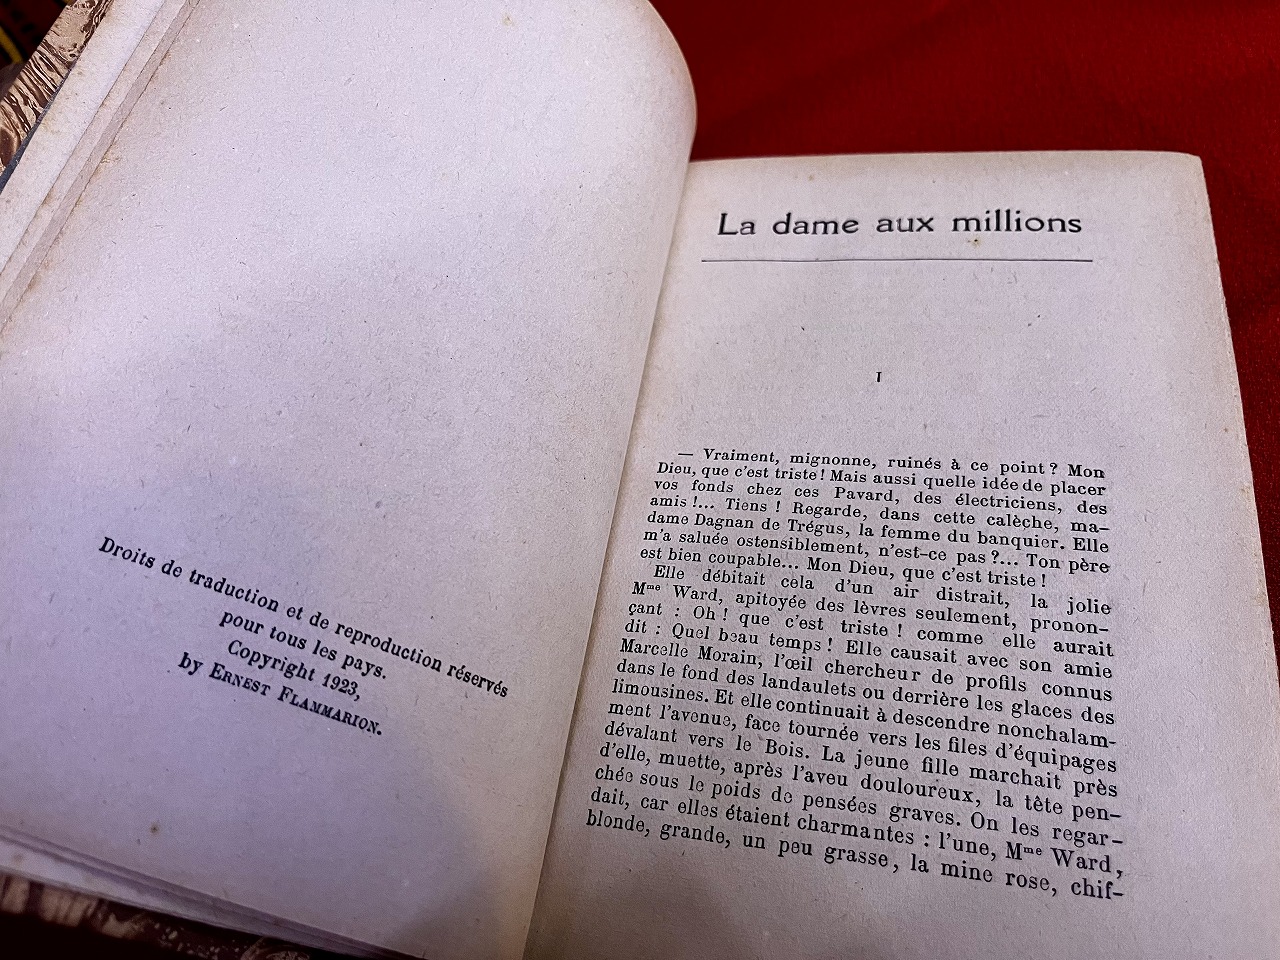 Droits de traduction et de reproduction réservés
pour tous les pays.
Copyright 1923,
by ERNEST FLAMMARION.
La dame aux millions
I
— Vraiment, mignonne, ruinés à ce point ? Mon
Dieu, que c'est triste ! Mais aussi quelle idée de placer
vos fonds chez ces Pavard, des électriciens, des
amis !... Tiens ! Regarde, dans cette calèche, ma-
dame Dagnan de Trégus, la femme du banquier. Elle
m'a saluée ostensiblement, n'est-ce pas ?... Ton père
est bien coupable... Mon Dieu, que c'est triste !
Elle débitait cela d'un air distrait, la jolie
Mme Ward, apitoyée des lèvres seulement, pronon-
çant : Oh ! que c'est triste ! comme elle aurait
dit : Quel beau temps ! Elle causait avec son amie
Marcelle Morain, l'œil chercheur de profils connus
dans le fond des landaulets ou derrière les glaces des
limousines. Et elle continuait à descendre nonchalam-
ment l'avenue, face tournée vers les files d'équipages
dévalant vers le Bois. La jeune fille marchait près
d'elle, muette, après l'aveu douloureux, la tête pen-
chée sous le poids de pensées graves. On les regar-
dait, car elles étaient charmantes : l'une, Mme Ward,
blonde, grande, un peu grasse, la mine rose, chif-